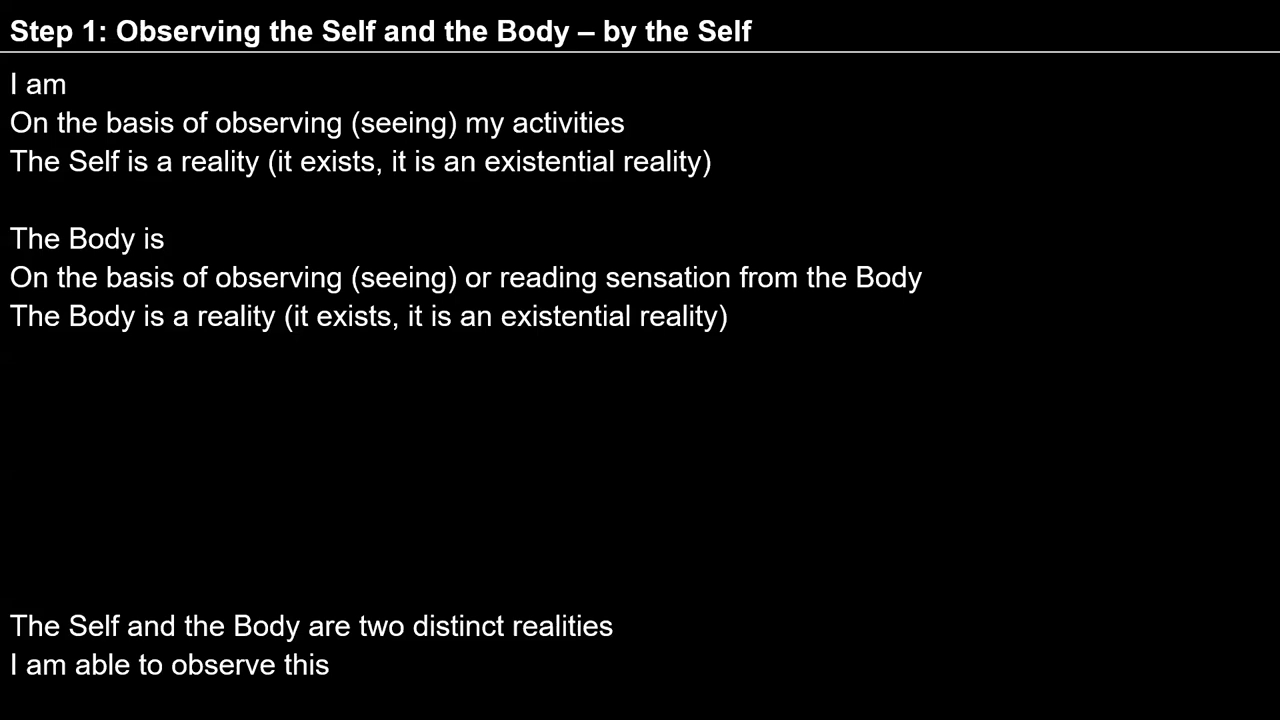 Step 1: Observing the Self and the Body – by the Self
I am
On the basis of observing (seeing) my activities
The Self is a reality (it exists, it is an existential reality)
The Body is
On the basis of observing (seeing) or reading sensation from the Body
The Body is a reality (it exists, it is an existential reality)
The Self and the Body are two distinct realities
I am able to observe this